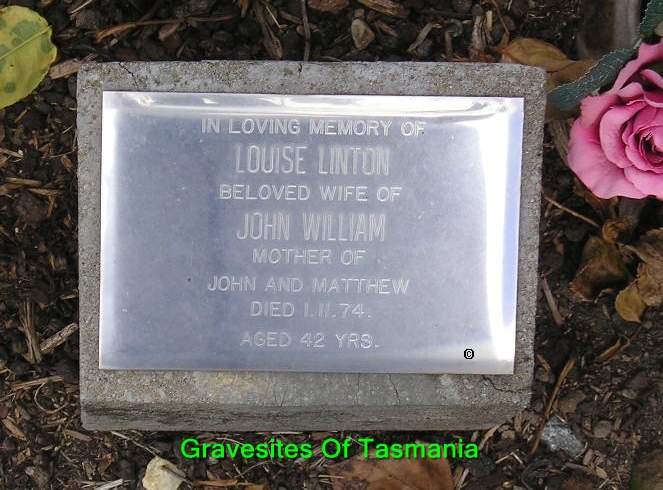 IN LOVING MEMORY OF
LOUISE LINTON
BELOVED WIFE OF
JOHN WILLIAM
MOTHER OF
JOHN AND MATTHEW
DIED 1.11.74.
AGED 42 YRS.
©
Gravesites Of Tasmania